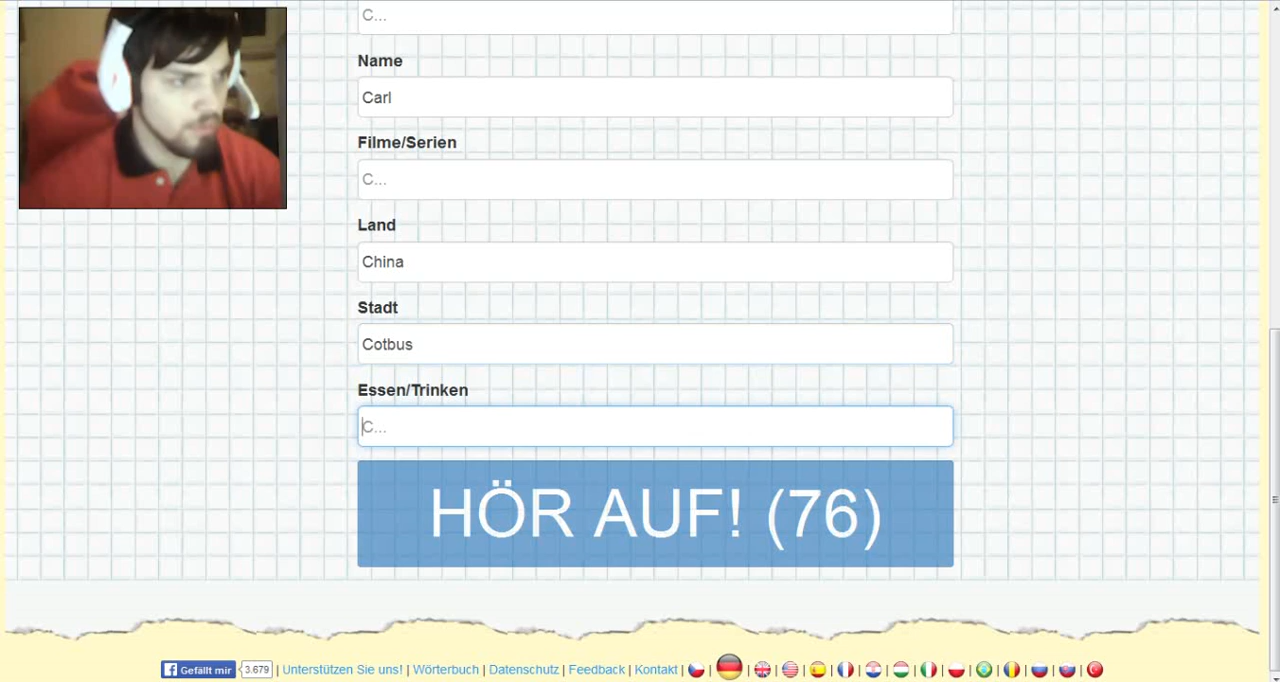 C...
Name
Carl
Filme/Serien
C...
Land
China
Stadt
Cotbus
Essen/Trinken
C...
HÖR AUF! (76)
Gefällt mir 3.679 | Unterstützen Sie uns! | Wörterbuch | Datenschutz | Feedback | Kontakt